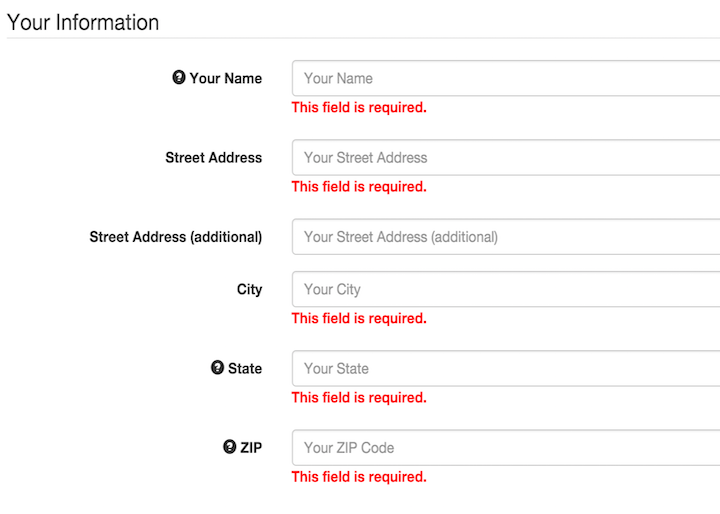 Your Information
Your Name
Your Name
This field is required.
Street Address
Your Street Address
This field is required.
Street Address (additional)
Your Street Address (additional)
City
Your City
This field is required.
State
Your State
This field is required.
ZIP
Your ZIP Code
This field is required.